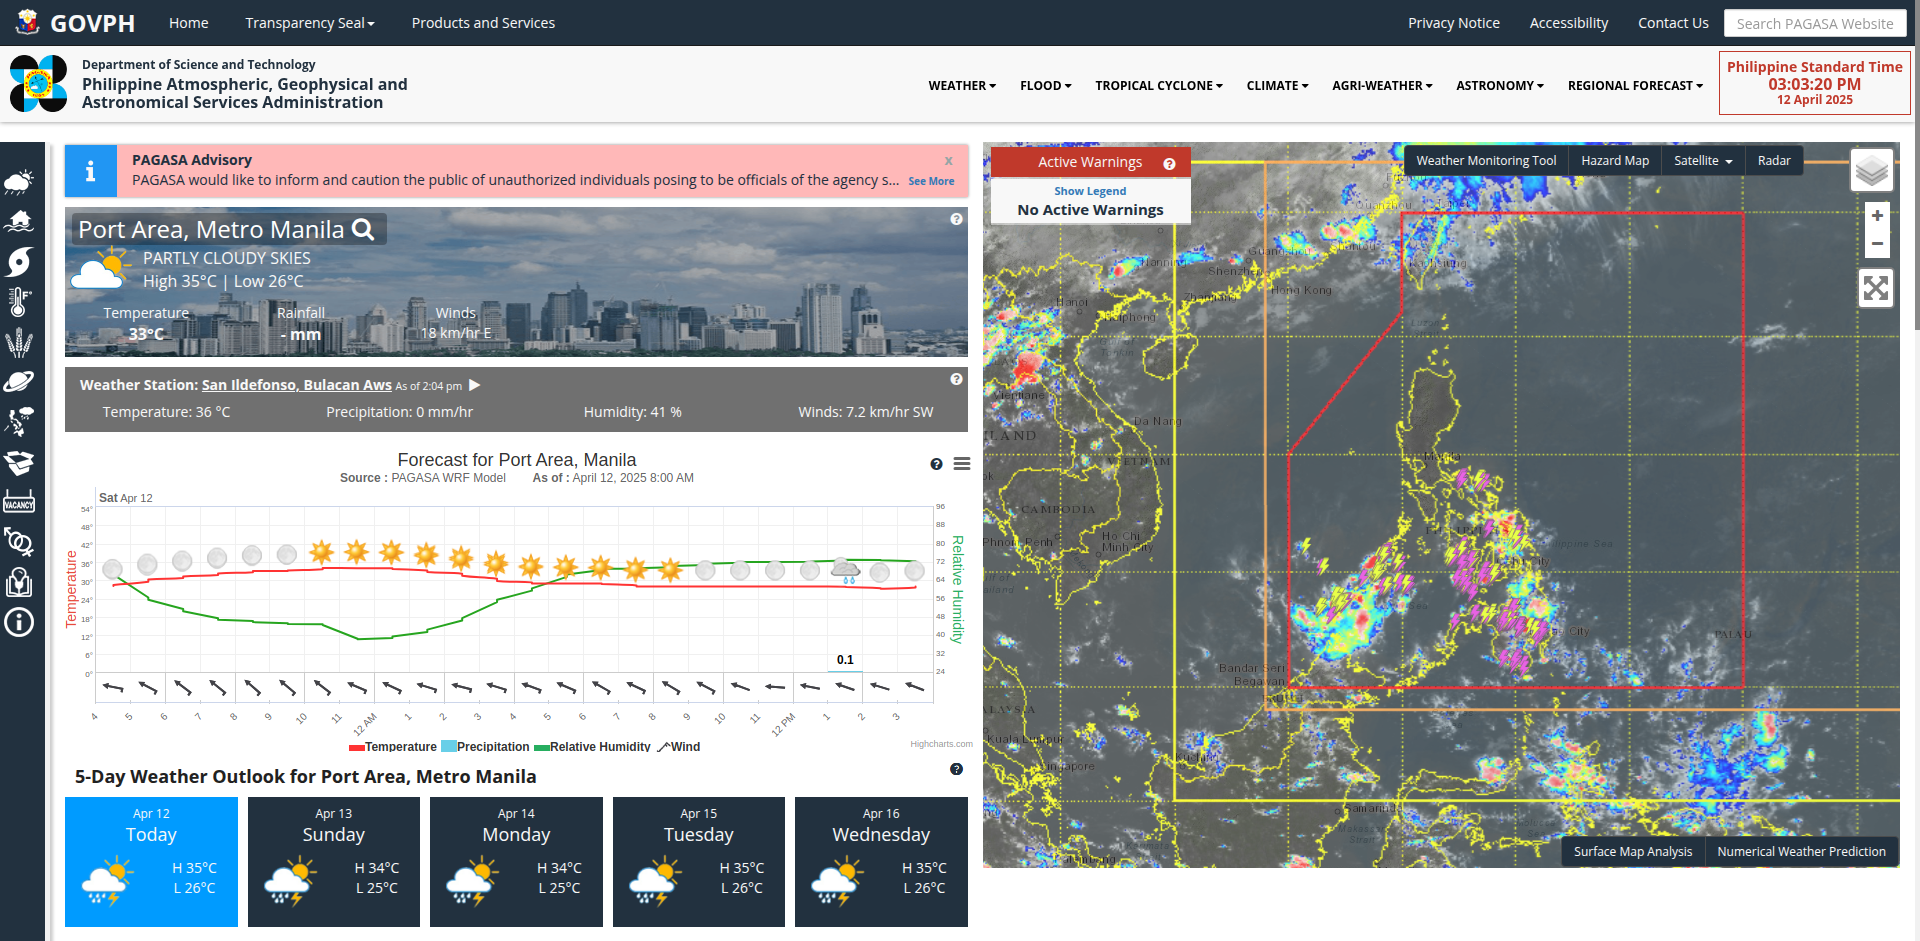 GOVPH
Home
Transparency Seal
Products and Services
Privacy Notice
Accessibility
Contact Us
Search PAGASA Website
Department of Science and Technology
Philippine Atmospheric, Geophysical and
Astronomical Services Administration
WEATHER
FLOOD
TROPICAL CYCLONE
CLIMATE
AGRI-WEATHER
ASTRONOMY
REGIONAL FORECAST
Philippine Standard Time
03:03:20 PM
12 April 2025
VACANCY
PAGASA Advisory
x
PAGASA would like to inform and caution the public of unauthorized individuals posing to be officials of the agency s... See More
Port Area, Metro Manila
PARTLY CLOUDY SKIES
High 35°C | Low 26°C
Temperature
33°C
Rainfall
- mm
Winds
18 km/hr E
Weather Station: San Ildefonso, Bulacan Aws As of 2:04 pm
Temperature: 36 °C
Precipitation: 0 mm/hr
Humidity: 41 %
Winds: 7.2 km/hr SW
Forecast for Port Area, Manila
Source : PAGASA WRF Model As of : April 12, 2025 8:00 AM
Sat Apr 12
Temperature
54°
48°
42°
36°
30°
24°
18°
12°
6°
0°
Relative Humidity
96
88
80
72
64
56
48
40
32
24
0.1
4
5
6
7
8
9
10
11
12 AM
1
2
3
4
5
6
7
8
9
10
11
12 PM
1
2
3
Temperature
Precipitation
Relative Humidity
Wind
Highcharts.com
5-Day Weather Outlook for Port Area, Metro Manila
Apr 12
Today
H 35°C
L 26°C
Apr 13
Sunday
H 34°C
L 25°C
Apr 14
Monday
H 34°C
L 25°C
Apr 15
Tuesday
H 35°C
L 26°C
Apr 16
Wednesday
H 35°C
L 26°C
Active Warnings
Show Legend
No Active Warnings
Weather Monitoring Tool
Hazard Map
Satellite
Radar
+
−
Guangzhou
Shenzhen
Hong Kong
Nanning
Zhanjiang
Hanoi
Haiphong
Kaohsiung
Vientiane
Da Nang
VIETNAM
CAMBODIA
Phnom Penh
Ho Chi
Minh City
Manila
PALAU
Bandar Seri
Begawan
BRUNEI
Kuala Lumpur
Singapore
Kuching
Samarinda
Surface Map Analysis
Numerical Weather Prediction